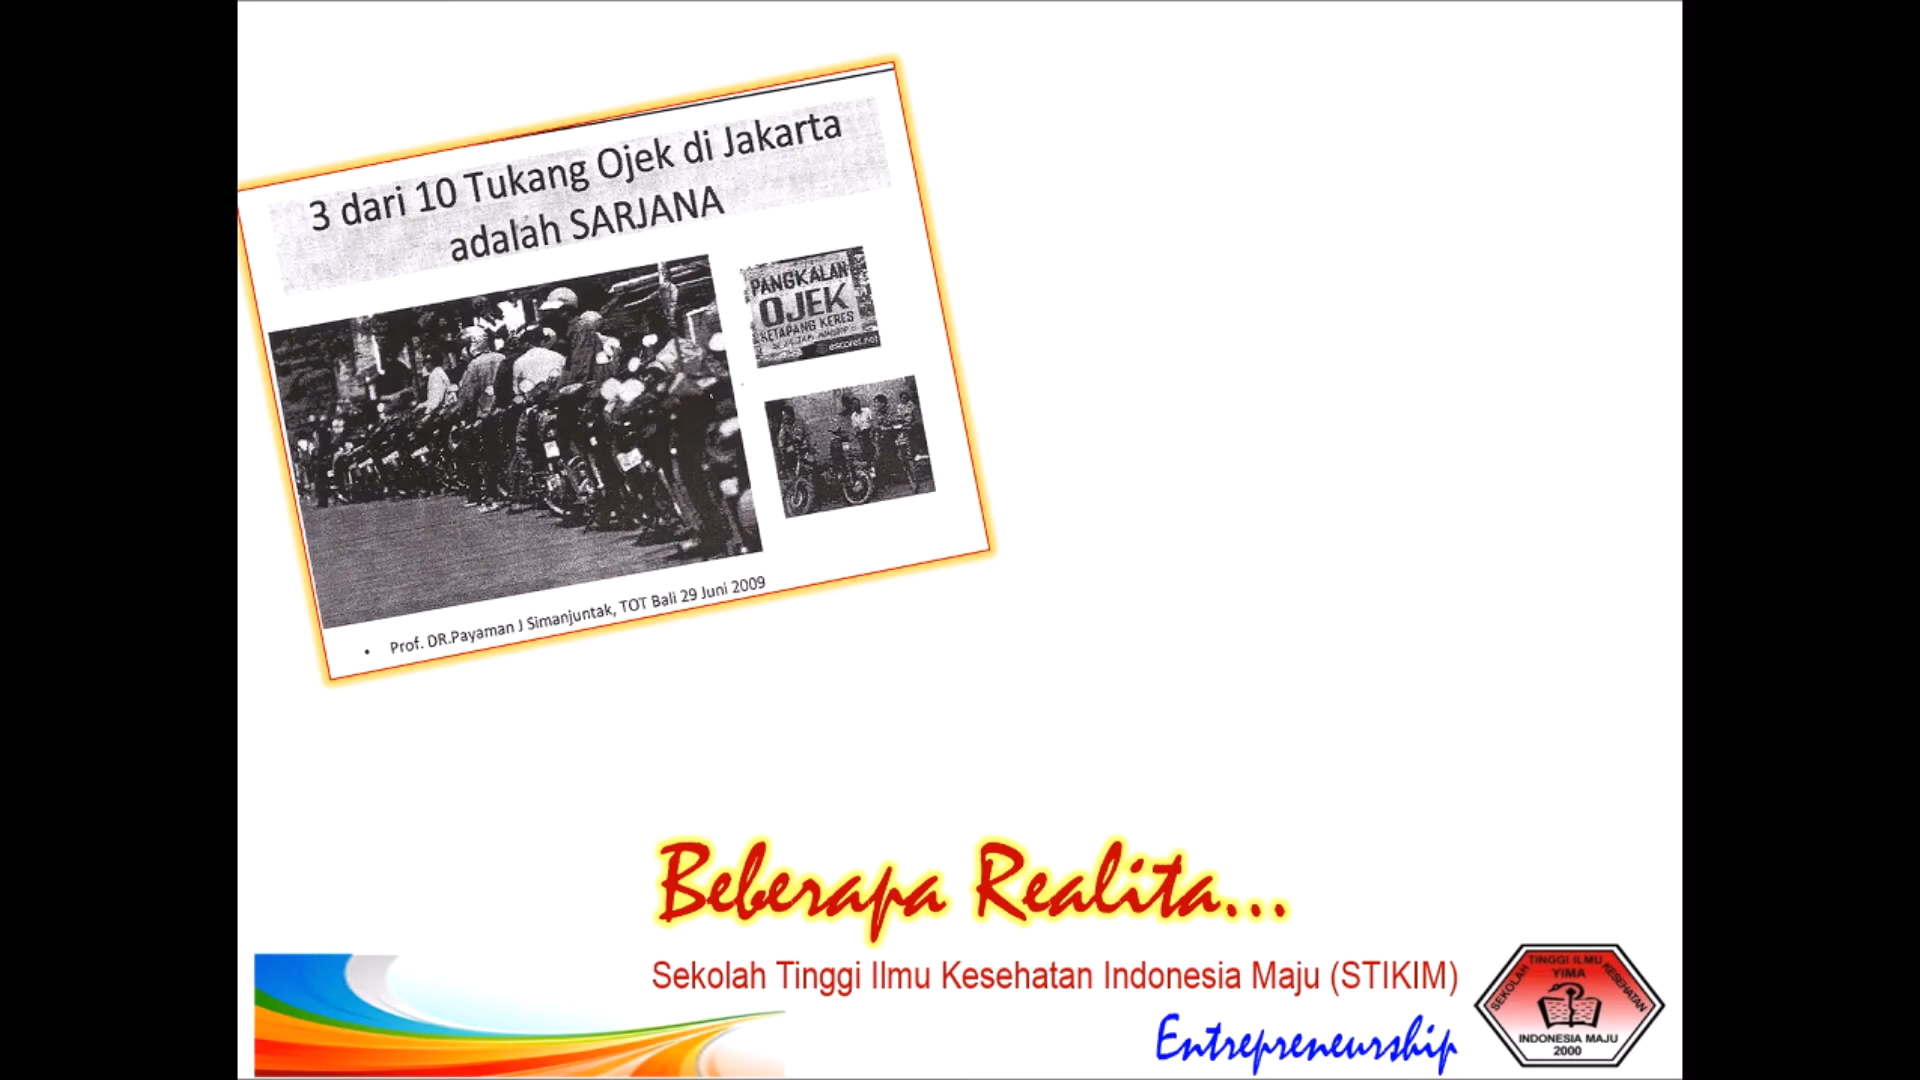 3 dari 10 Tukang Ojek di Jakarta
adalah SARJANA
PANGKALAN
OJEK
KETAPANG KERES
escoret.net
• Prof. DR.Payaman J Simanjuntak, TOT Bali 29 Juni 2009
Beberapa Realita...
Sekolah Tinggi Ilmu Kesehatan Indonesia Maju (STIKIM)
Entrepreneurship
SEKOLAH TINGGI ILMU KESEHATAN
YIMA
INDONESIA MAJU
2000